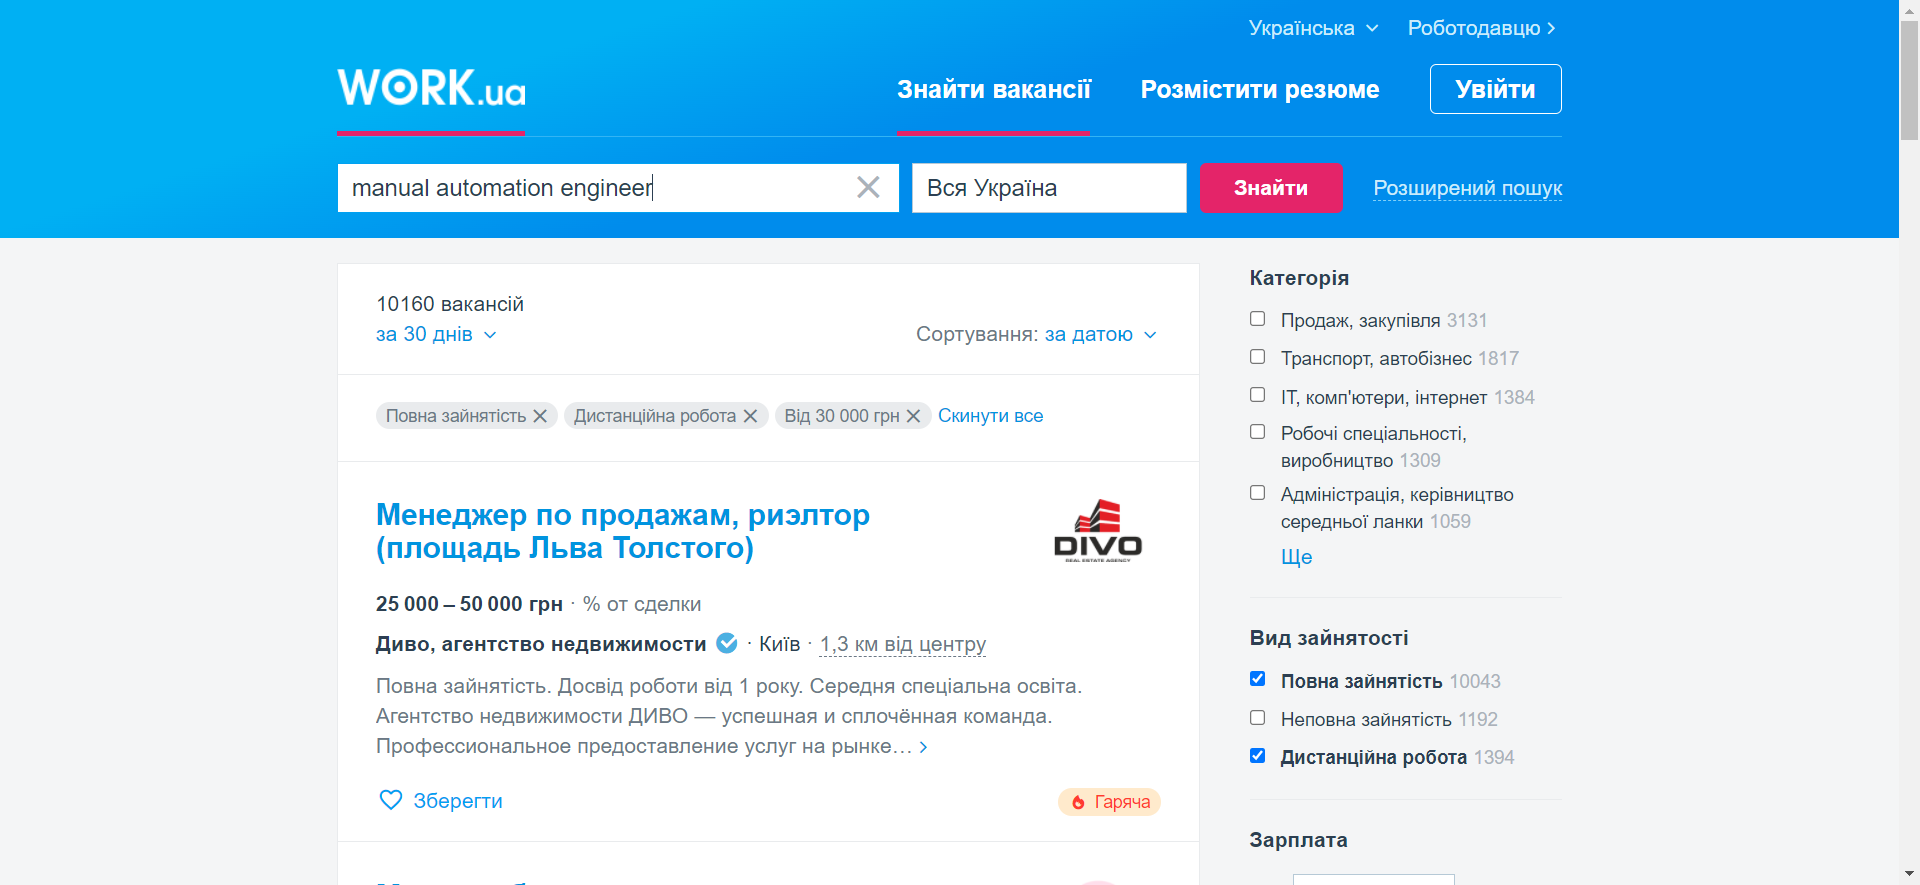 Українська
Роботодавцю
WORK.ua
Знайти вакансії
Розмістити резюме
Увійти
manual automation engineer
Вся Україна
Знайти
Розширений пошук
10160 вакансій
за 30 днів
Сортування: за датою
Повна зайнятість
Дистанційна робота
Від 30 000 грн
Скинути все
Менеджер по продажам, риэлтор
(площадь Льва Толстого)
DIVO
REAL ESTATE AGENCY
25 000 – 50 000 грн · % от сделки
Диво, агентство недвижимости · Київ · 1,3 км від центру
Повна зайнятість. Досвід роботи від 1 року. Середня спеціальна освіта.
Агентство недвижимости ДИВО — успешная и сплочённая команда.
Профессиональное предоставление услуг на рынке…
Зберегти
Гаряча
Категорія
Продаж, закупівля 3131
Транспорт, автобізнес 1817
IT, комп'ютери, інтернет 1384
Робочі спеціальності,
виробництво 1309
Адміністрація, керівництво
середньої ланки 1059
Ще
Вид зайнятості
Повна зайнятість 10043
Неповна зайнятість 1192
Дистанційна робота 1394
Зарплата